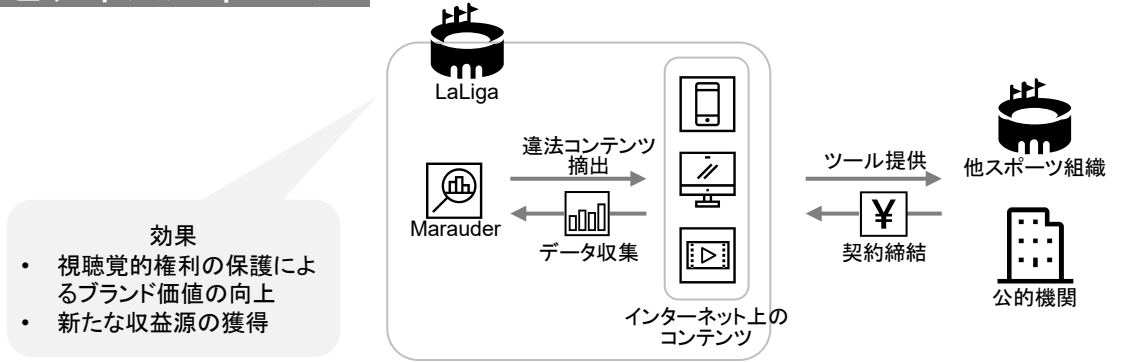 LaLiga
違法コンテンツ
摘出
Marauder
データ収集
インターネット上の
コンテンツ
ツール提供
¥
契約締結
他スポーツ組織
公的機関
効果
• 視聴覚的権利の保護によ
るブランド価値の向上
• 新たな収益源の獲得